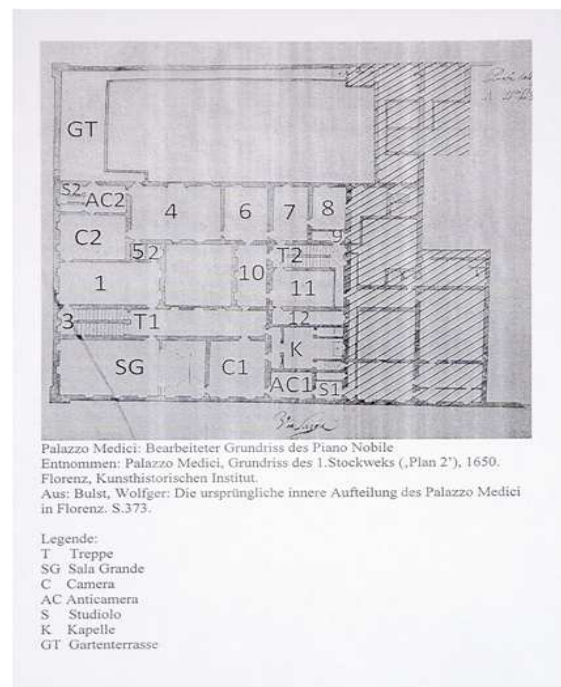 GT
S2
AC2
4
6
7
8
C2
5
2
9
T2
1
10
11
3
T1
12
SG
C1
K
AC1
S1
Palazzo Medici: Bearbeiteter Grundriss des Piano Nobile
Entnommen: Palazzo Medici, Grundriss des 1.Stockweks (‚Plan 2'), 1650.
Florenz, Kunsthistorischen Institut.
Aus: Bulst, Wolfger: Die ursprüngliche innere Aufteilung des Palazzo Medici
in Florenz. S.373.
Legende:
T Treppe
SG Sala Grande
C Camera
AC Anticamera
S Studiolo
K Kapelle
GT Gartenterrasse